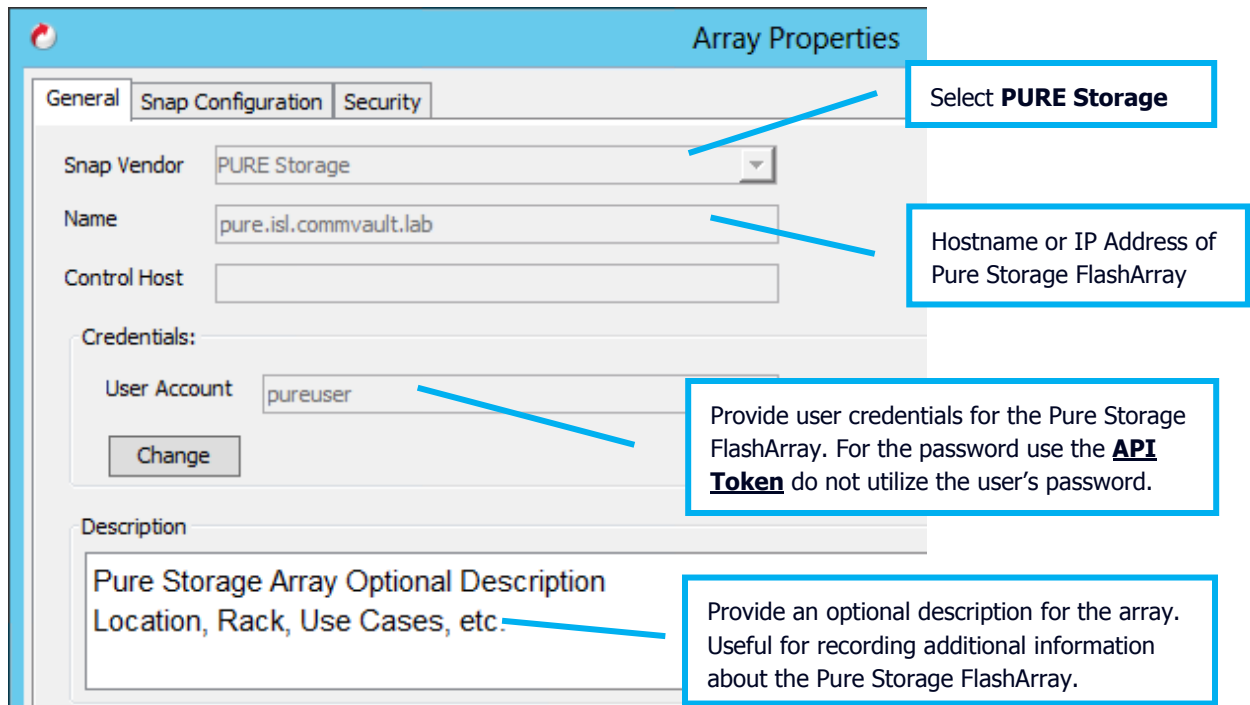 Array Properties
General
Snap Configuration
Security
Select PURE Storage
Snap Vendor
PURE Storage
Name
pure.isl.commvault.lab
Hostname or IP Address of
Pure Storage FlashArray
Control Host
Credentials:
User Account
pureuser
Change
Provide user credentials for the Pure Storage
FlashArray. For the password use the API
Token do not utilize the user’s password.
Description
Pure Storage Array Optional Description
Location, Rack, Use Cases, etc.
Provide an optional description for the array.
Useful for recording additional information
about the Pure Storage FlashArray.